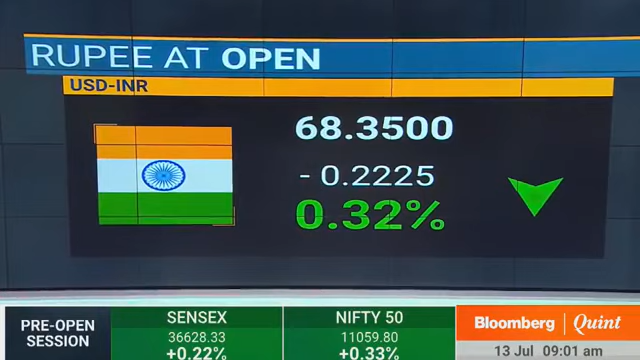 RUPEE AT OPEN
USD-INR
68.3500
- 0.2225
0.32%
PRE-OPEN
SESSION
SENSEX
36628.33
+0.22%
NIFTY 50
11059.80
+0.33%
Bloomberg | Quint
13 Jul 09:01 am